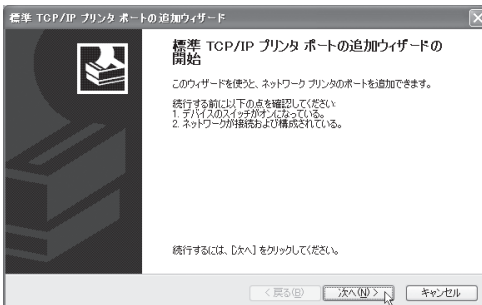 標準 TCP/IP プリンタ ポートの追加ウィザード
標準 TCP/IP プリンタ ポートの追加ウィザードの
開始
このウィザードを使うと、ネットワーク プリンタのポートを追加できます。
続行する前に以下の点を確認してください:
1. デバイスのスイッチがオンになっている。
2. ネットワークが接続および構成されている。
続行するには、[次へ] をクリックしてください。
< 戻る(B)
次へ(N) >
キャンセル